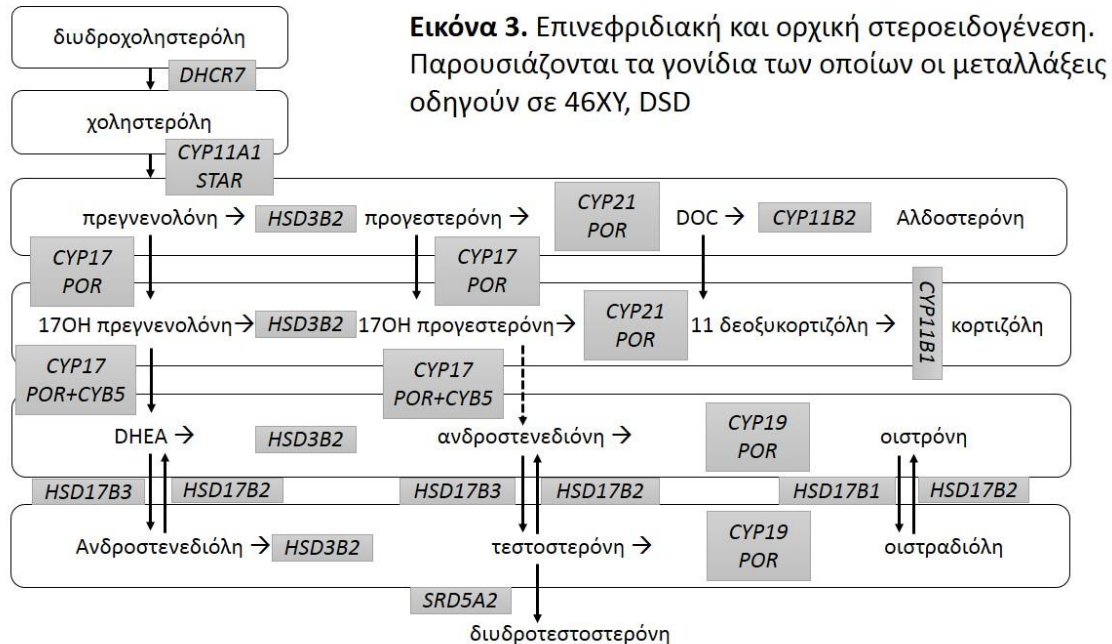 Εικόνα 3. Επινεφριδιακή και ορχική στεροειδογένεση.
Παρουσιάζονται τα γονίδια των οποίων οι μεταλλάξεις
οδηγούν σε 46XY, DSD
διυδροχοληστερόλη
DHCR7
χοληστερόλη
CYP11A1
STAR
πρεγνενολόνη → HSD3B2 προγεστερόνη → CYP21 POR DOC → CYP11B2 Αλδοστερόνη
CYP17
POR
CYP17
POR
17OH πρεγνενολόνη → HSD3B2 17OH προγεστερόνη → CYP21 POR 11 δεοξυκορτιζόλη → CYP11B1 κορτιζόλη
CYP17
POR+CYB5
CYP17
POR+CYB5
DHEA → HSD3B2 ανδροστενεδιόνη → CYP19 POR οιστρόνη
HSD17B3 HSD17B2 HSD17B3 HSD17B2 HSD17B1 HSD17B2
Ανδροστενεδιόλη → HSD3B2 τεστοστερόνη → CYP19 POR οιστραδιόλη
SRD5A2
διυδροτεστοστερόνη